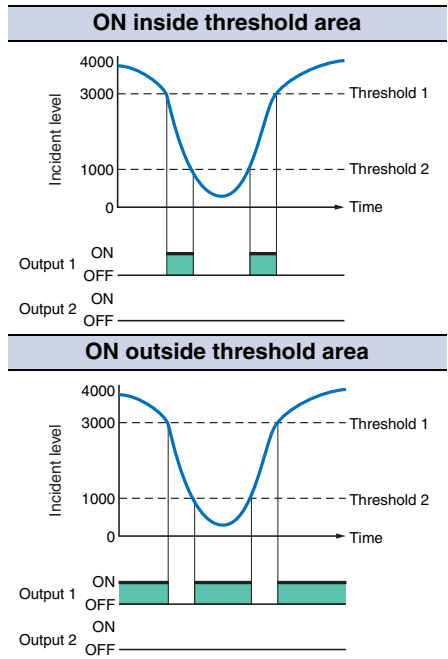 ON inside threshold area
4000
3000
Threshold 1
Incident level
1000
Threshold 2
0
Time
ON
Output 1
OFF
ON
Output 2
OFF
ON outside threshold area
4000
3000
Threshold 1
Incident level
1000
Threshold 2
0
Time
ON
Output 1
OFF
ON
Output 2
OFF